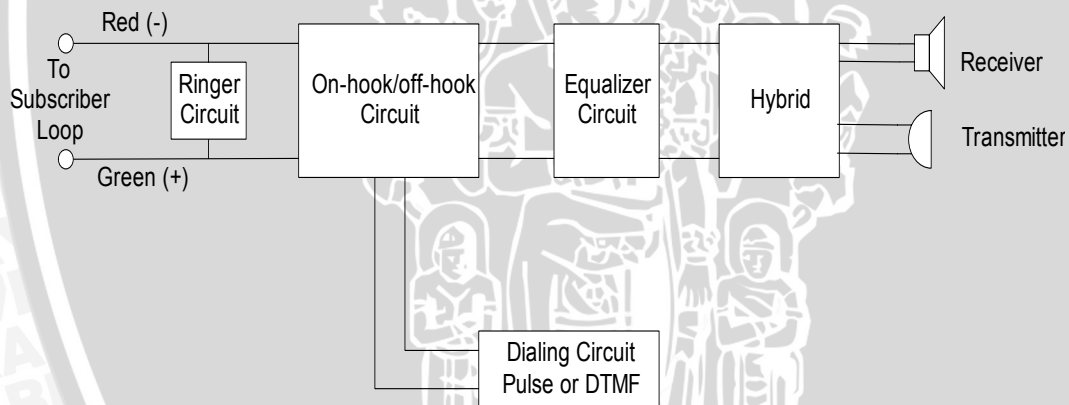 Red (-)
To
Subscriber
Loop
Green (+)
Ringer
Circuit
On-hook/off-hook
Circuit
Equalizer
Circuit
Hybrid
Receiver
Transmitter
Dialing Circuit
Pulse or DTMF